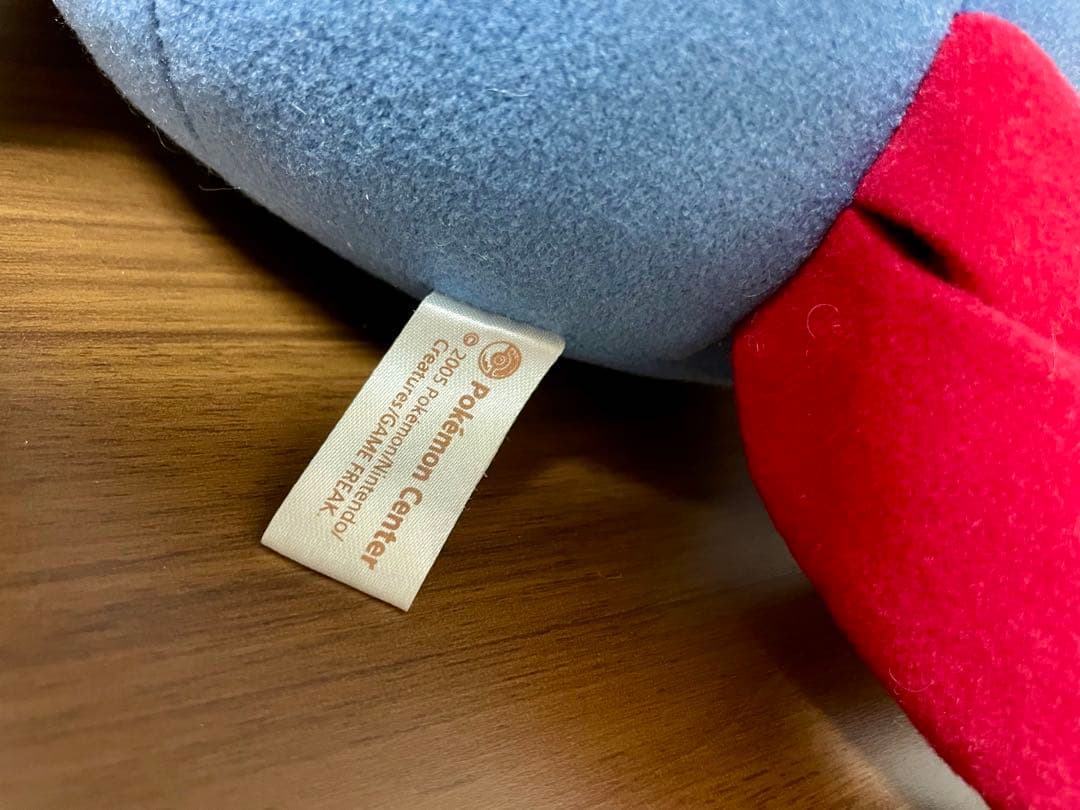 Pokémon Center
© 2005 Pokémon/Nintendo/
Creatures/GAME FREAK.